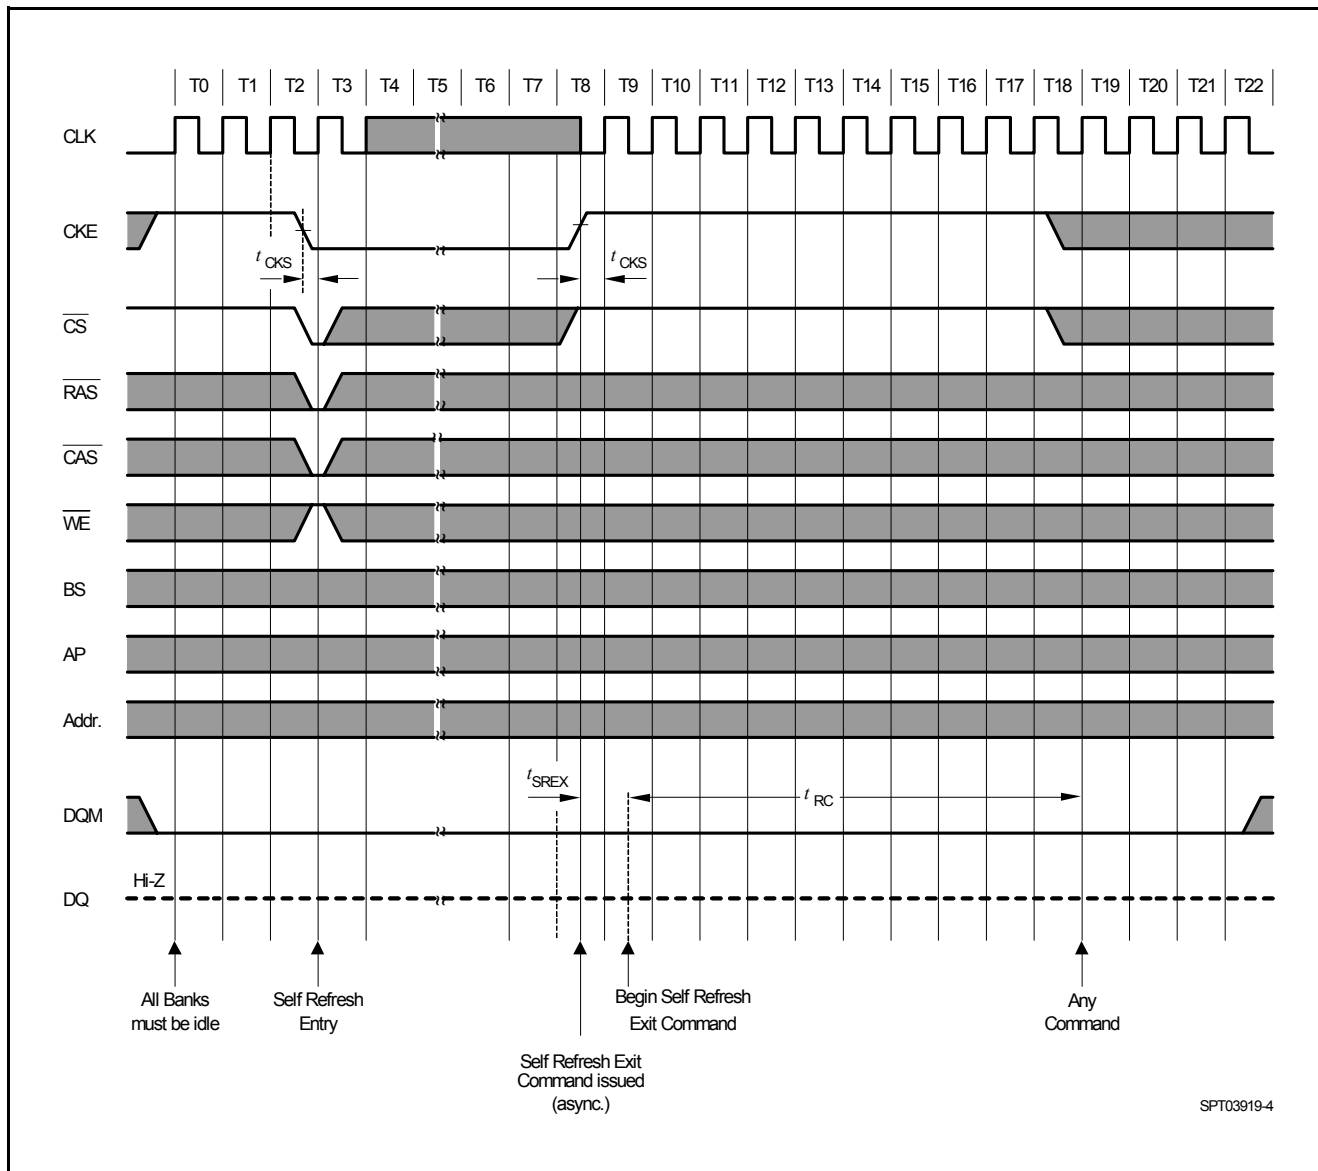 T0 T1 T2 T3 T4 T5 T6 T7 T8 T9 T10 T11 T12 T13 T14 T15 T16 T17 T18 T19 T20 T21 T22
CLK
CKE
t CKS t CKS
CS
RAS
CAS
WE
BS
AP
Addr.
t SREX
t RC
DQM
Hi-Z
DQ
All Banks
must be idle
Self Refresh
Entry
Self Refresh Exit
Command issued
(async.)
Begin Self Refresh
Exit Command
Any
Command
SPT03919-4